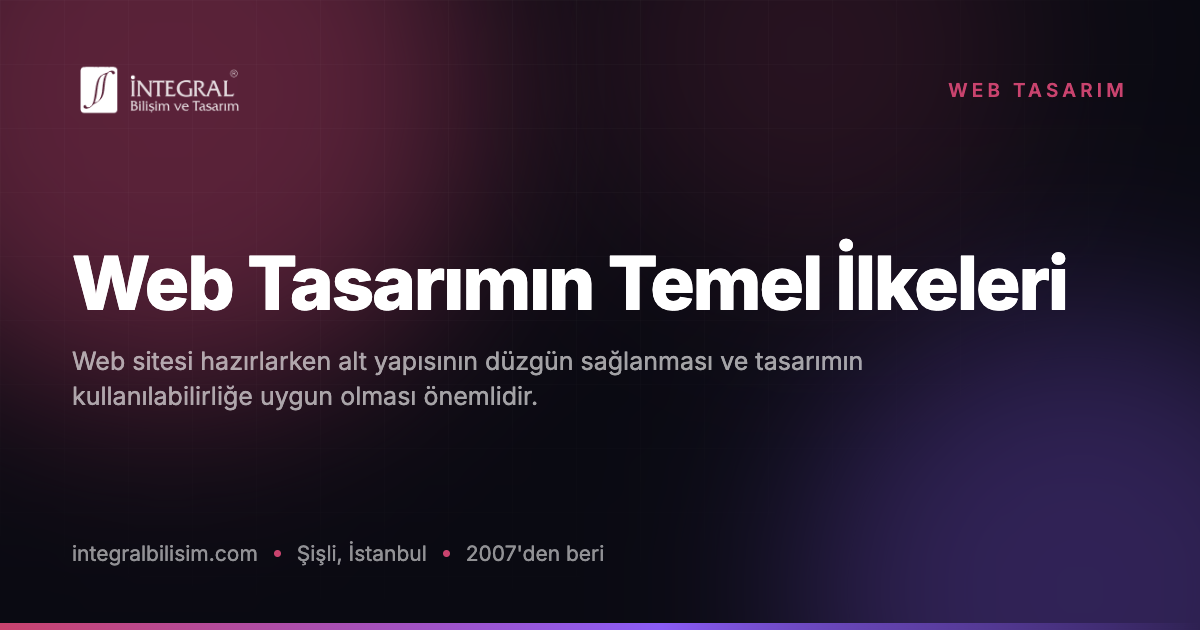 İNTEGRAL®
Bilişim ve Tasarım
WEB TASARIM
Web Tasarımın Temel İlkeleri
Web sitesi hazırlarken alt yapısının düzgün sağlanması ve tasarımın
kullanılabilirliğe uygun olması önemlidir.
integralbilisim.com • Şişli, İstanbul • 2007'den beri